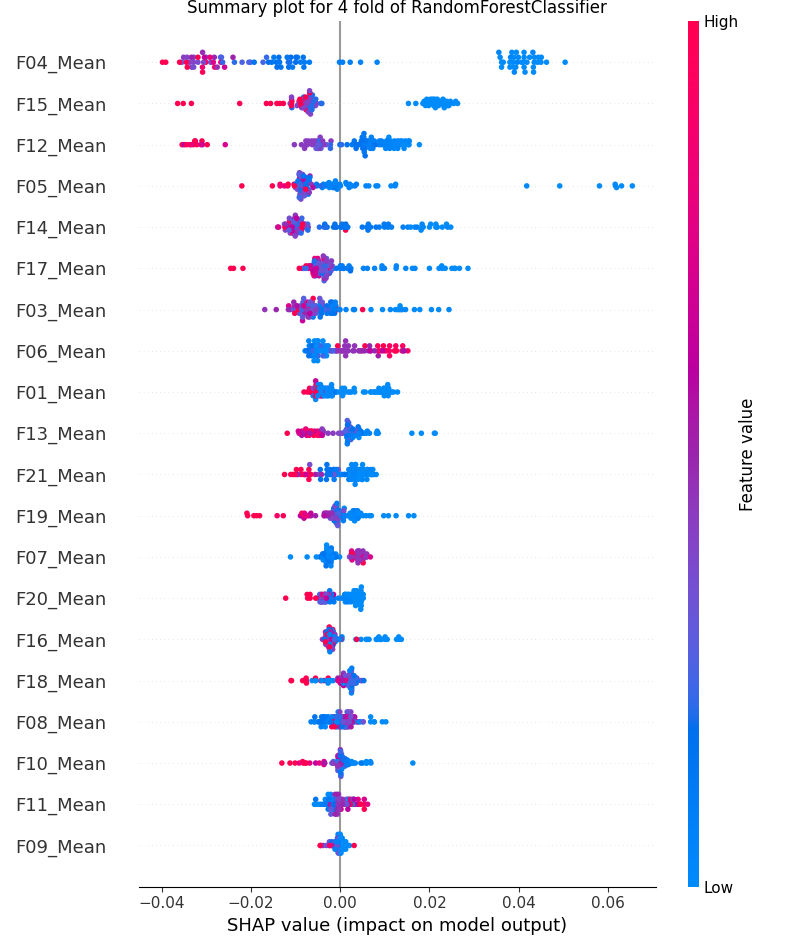 Summary plot for 4 fold of RandomForestClassifier
High
F04_Mean
F15_Mean
F12_Mean
F05_Mean
F14_Mean
F17_Mean
F03_Mean
F06_Mean
F01_Mean
F13_Mean
F21_Mean
F19_Mean
F07_Mean
F20_Mean
F16_Mean
F18_Mean
F08_Mean
F10_Mean
F11_Mean
F09_Mean
Feature value
Low
−0.04 −0.02 0.00 0.02 0.04 0.06
SHAP value (impact on model output)